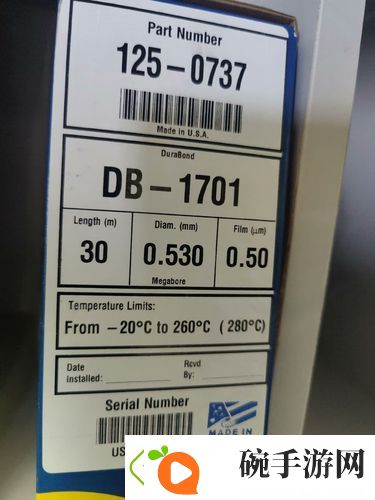 Part Number
125-0737
Made in U.S.A.
DuraBond
DB-1701
Length (m)
30
Diam. (mm)
0.530
Megabore
Film (μm)
0.50
Temperature Limits:
From -20°C to 260°C (280°C)
Date
Installed:
Rcvd
By:
Serial Number
US
MADE IN
碗手游网